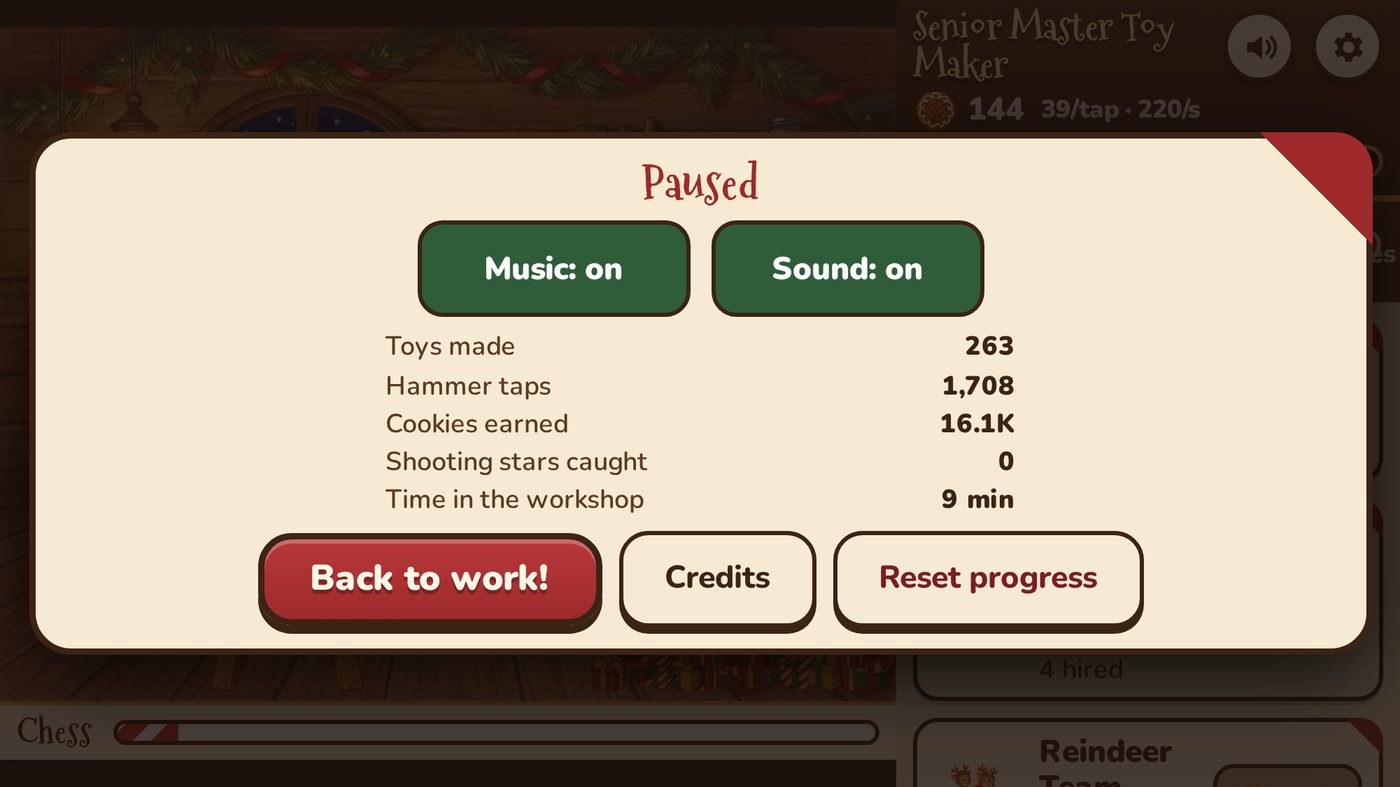 Senior Master Toy
Maker
144 39/tap · 220/s
Paused
Music: on
Sound: on
Toys made 263
Hammer taps 1,708
Cookies earned 16.1K
Shooting stars caught 0
Time in the workshop 9 min
Back to work!
Credits
Reset progress
4 hired
Chess
Reindeer
Team